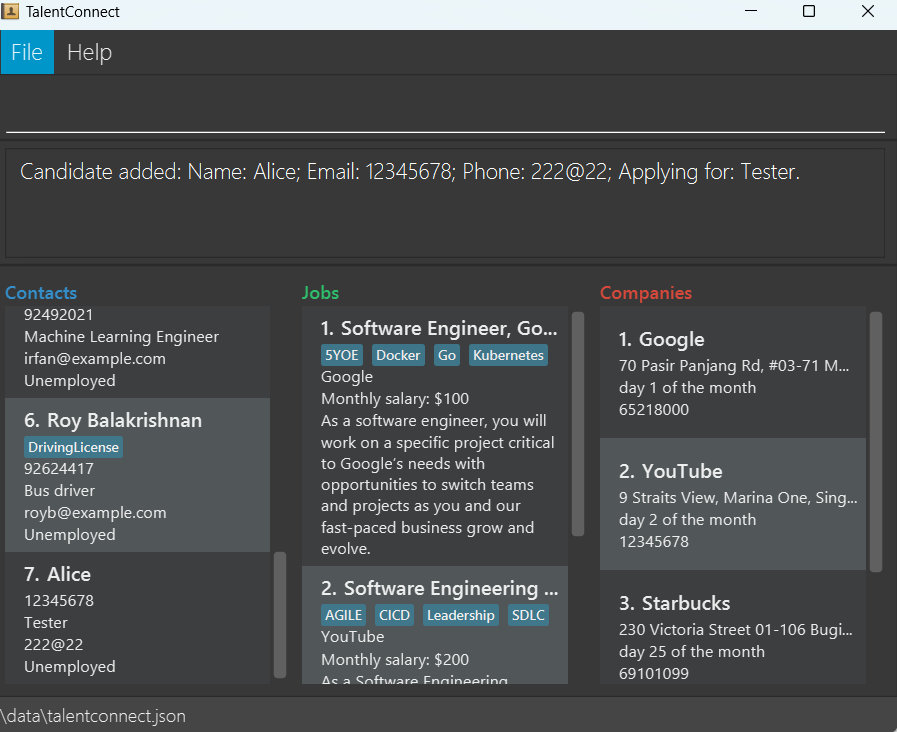 TalentConnect
File Help
Candidate added: Name: Alice; Email: 12345678; Phone: 222@22; Applying for: Tester.
Contacts
92492021
Machine Learning Engineer
irfan@example.com
Unemployed
6. Roy Balakrishnan
DrivingLicense
92624417
Bus driver
royb@example.com
Unemployed
7. Alice
12345678
Tester
222@22
Unemployed
Jobs
1. Software Engineer, Go...
5YOE Docker Go Kubernetes
Google
Monthly salary: $100
As a software engineer, you will
work on a specific project critical
to Google's needs with
opportunities to switch teams
and projects as you and our
fast-paced business grow and
evolve.
2. Software Engineering ...
AGILE CICD Leadership SDLC
YouTube
Monthly salary: $200
As a Software Engineering
Companies
1. Google
70 Pasir Panjang Rd, #03-71 M...
day 1 of the month
65218000
2. YouTube
9 Straits View, Marina One, Sing...
day 2 of the month
12345678
3. Starbucks
230 Victoria Street 01-106 Bugi...
day 25 of the month
69101099
\data\talentconnect.json